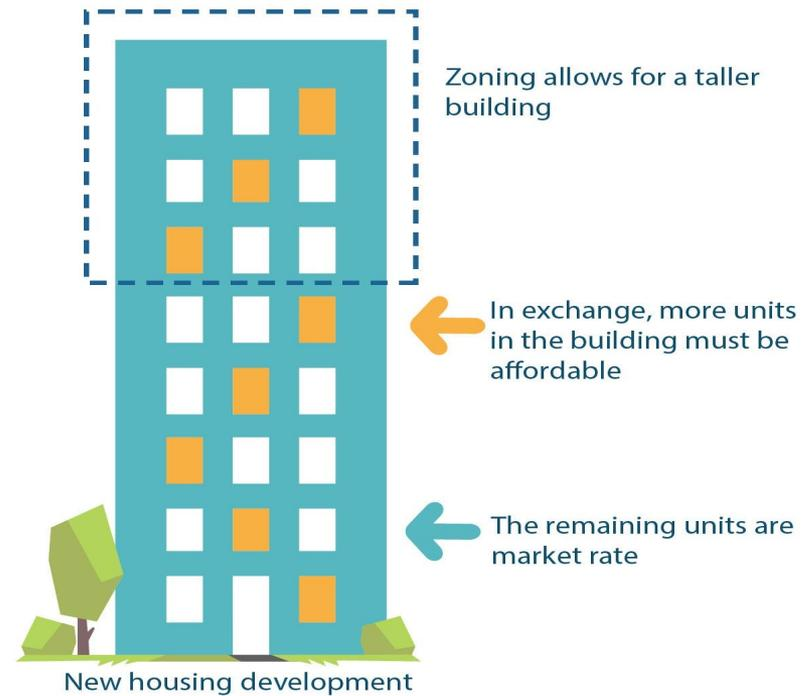 Zoning allows for a taller
building
In exchange, more units
in the building must be
affordable
The remaining units are
market rate
New housing development